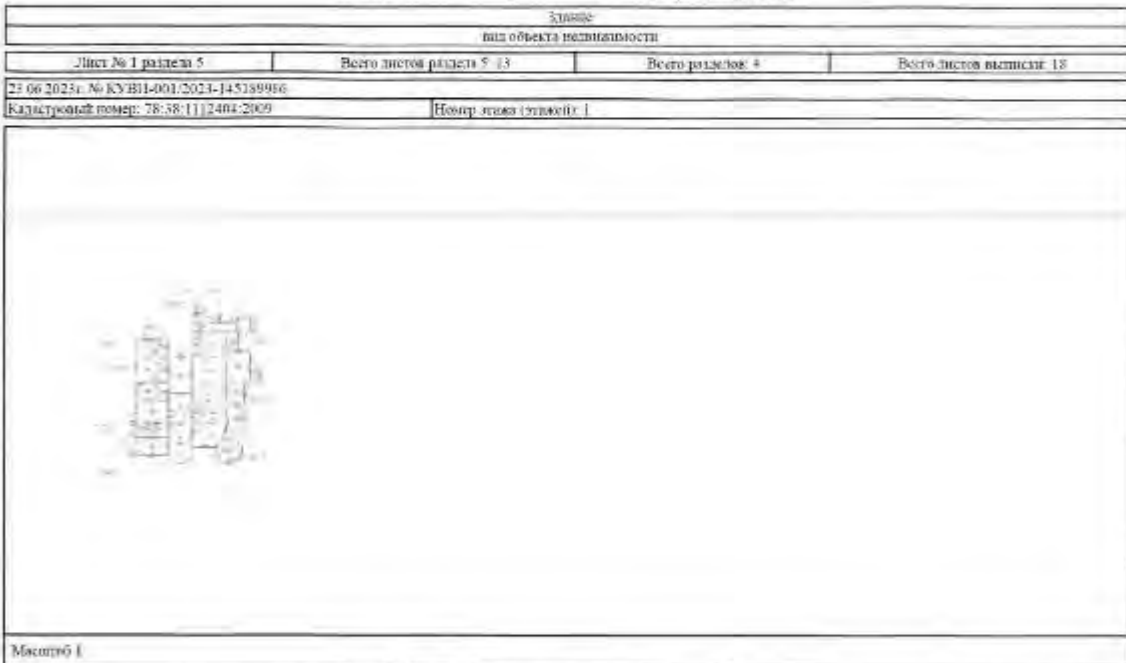 Здание
вид объекта недвижимости
Лист № 1 раздела 5 Всего листов раздела 5: 13 Всего разделов: 4 Всего листов выписки: 18
23.06.2023г. № КУВИ-001/2023-145189986
Кадастровый номер: 78:38:1112404:2009 Номер этажа (этажей): 1
Масштаб 1